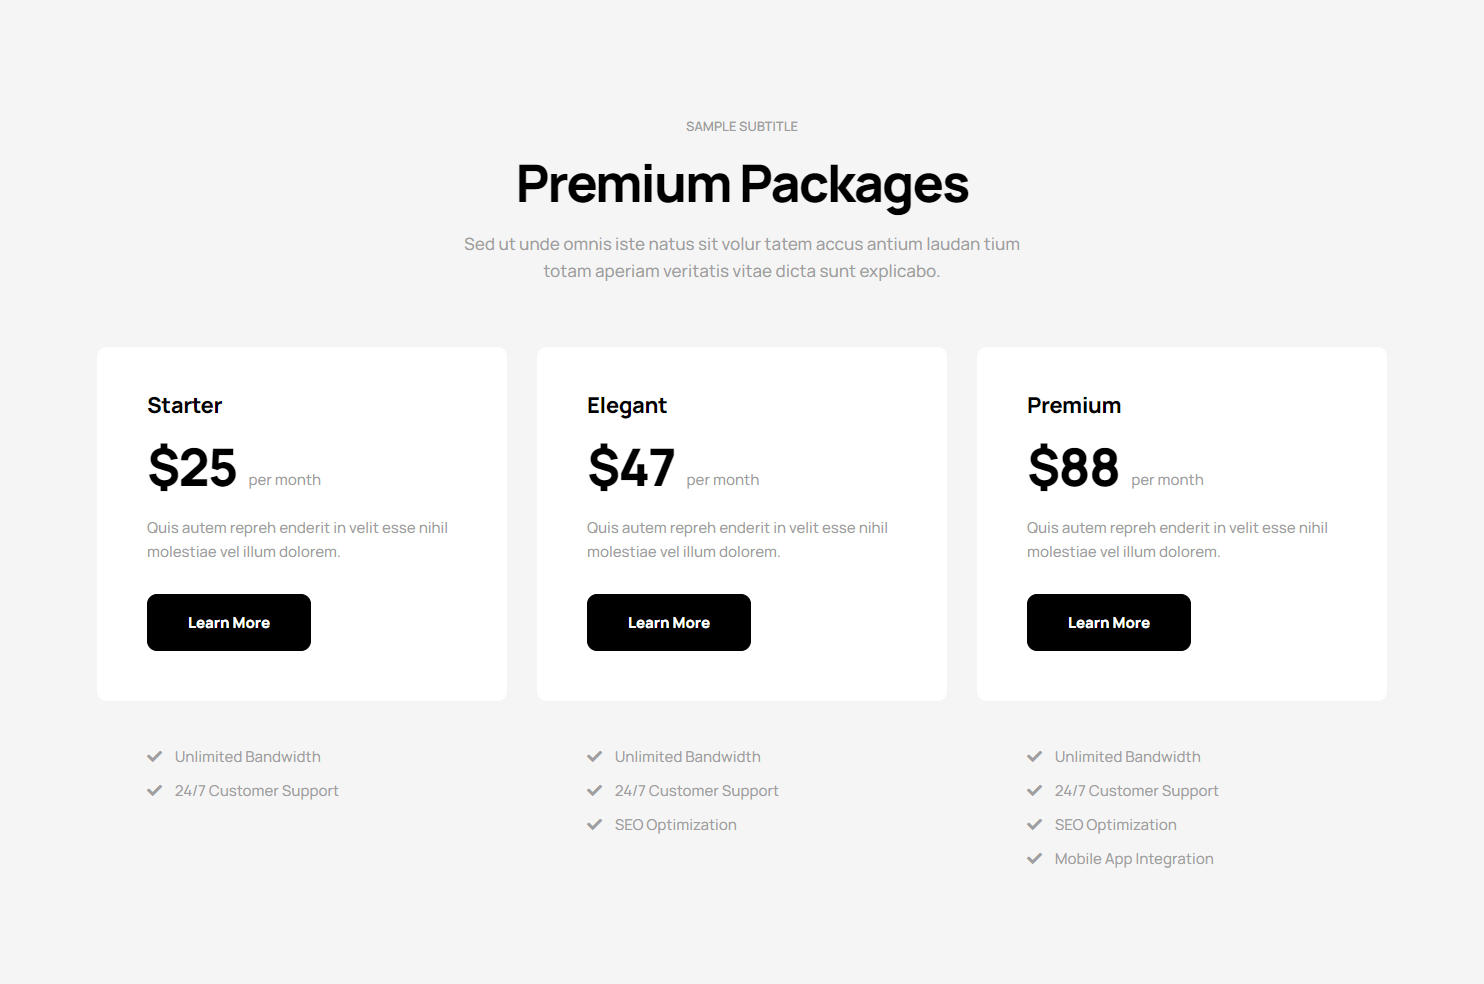 SAMPLE SUBTITLE
Premium Packages
Sed ut unde omnis iste natus sit volur tatem accus antium laudan tium
totam aperiam veritatis vitae dicta sunt explicabo.
Starter
$25 per month
Quis autem repreh enderit in velit esse nihil
molestiae vel illum dolorem.
Learn More
Unlimited Bandwidth
24/7 Customer Support
Elegant
$47 per month
Quis autem repreh enderit in velit esse nihil
molestiae vel illum dolorem.
Learn More
Unlimited Bandwidth
24/7 Customer Support
SEO Optimization
Premium
$88 per month
Quis autem repreh enderit in velit esse nihil
molestiae vel illum dolorem.
Learn More
Unlimited Bandwidth
24/7 Customer Support
SEO Optimization
Mobile App Integration